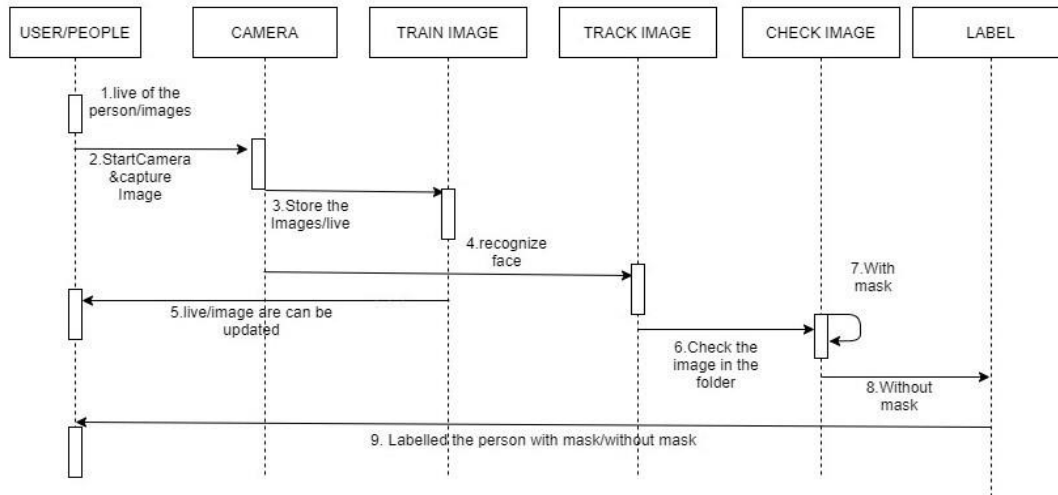 USER/PEOPLE
CAMERA
TRAIN IMAGE
TRACK IMAGE
CHECK IMAGE
LABEL
1.live of the
person/images
2.StartCamera
&capture
Image
3.Store the
Images/live
4.recognize
face
5.live/image are can be
updated
6.Check the
image in the
folder
7.With
mask
8.Without
mask
9. Labelled the person with mask/without mask